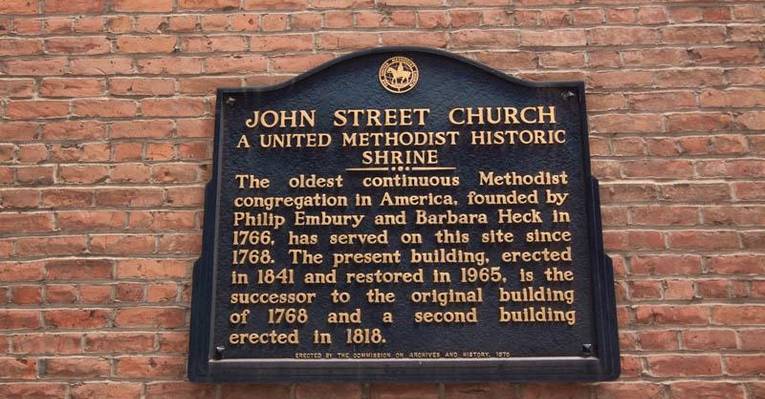 JOHN STREET CHURCH
A UNITED METHODIST HISTORIC
SHRINE
The oldest continuous Methodist
congregation in America, founded by
Philip Embury and Barbara Heck in
1766, has served on this site since
1768. The present building, erected
in 1841 and restored in 1965, is the
successor to the original building
of 1768 and a second building
erected in 1818.
ERECTED BY THE COMMISSION ON ARCHIVES AND HISTORY, 1970